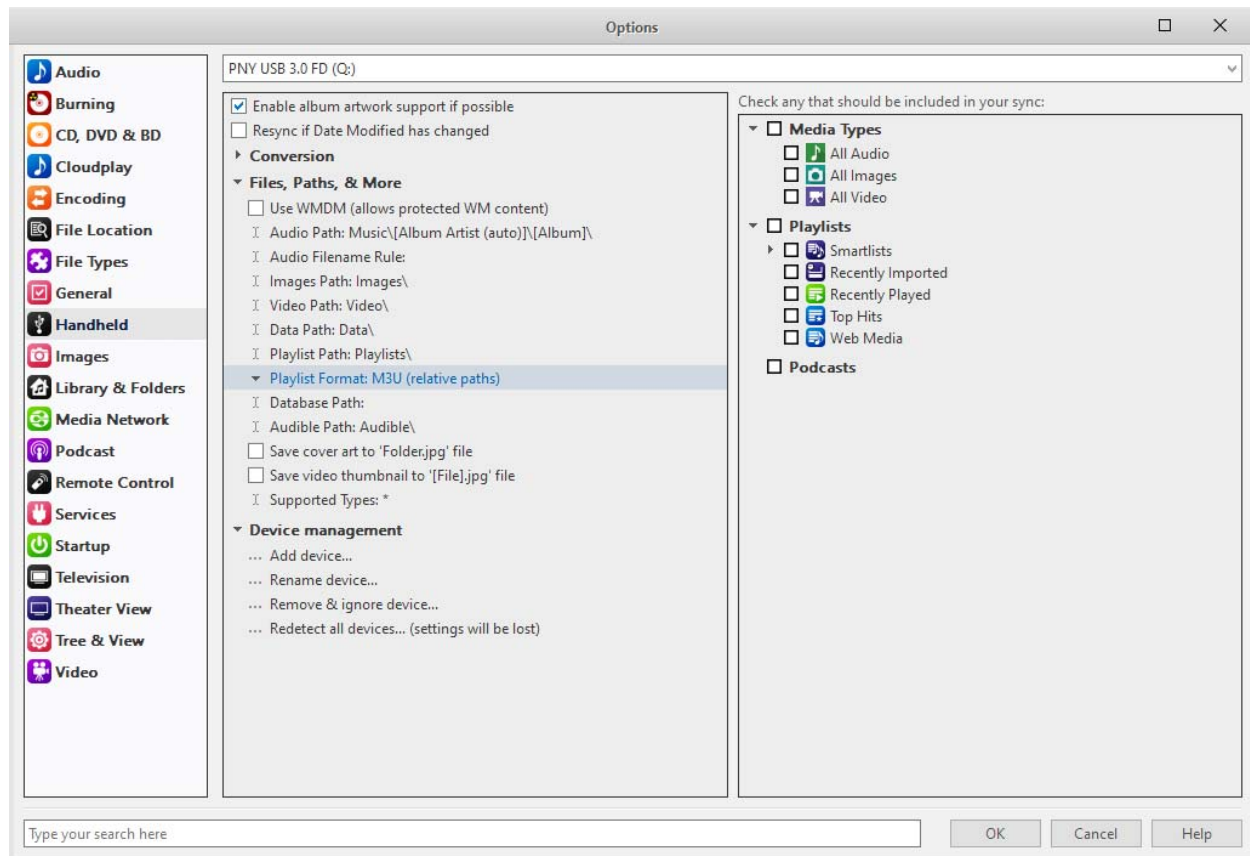 Options
Audio
Burning
CD, DVD & BD
Cloudplay
Encoding
File Location
File Types
General
Handheld
Images
Library & Folders
Media Network
Podcast
Remote Control
Services
Startup
Television
Theater View
Tree & View
Video
PNY USB 3.0 FD (Q:)
Enable album artwork support if possible
Resync if Date Modified has changed
Conversion
Files, Paths, & More
Use WMDM (allows protected WM content)
Audio Path: Music\[Album Artist (auto)]\[Album]\
Audio Filename Rule:
Images Path: Images\
Video Path: Video\
Data Path: Data\
Playlist Path: Playlists\
Playlist Format: M3U (relative paths)
Database Path:
Audible Path: Audible\
Save cover art to 'Folder.jpg' file
Save video thumbnail to '[File].jpg' file
Supported Types: *
Device management
... Add device...
... Rename device...
... Remove & ignore device...
... Redetect all devices... (settings will be lost)
Check any that should be included in your sync:
Media Types
All Audio
All Images
All Video
Playlists
Smartlists
Recently Imported
Recently Played
Top Hits
Web Media
Podcasts
Type your search here
OK
Cancel
Help